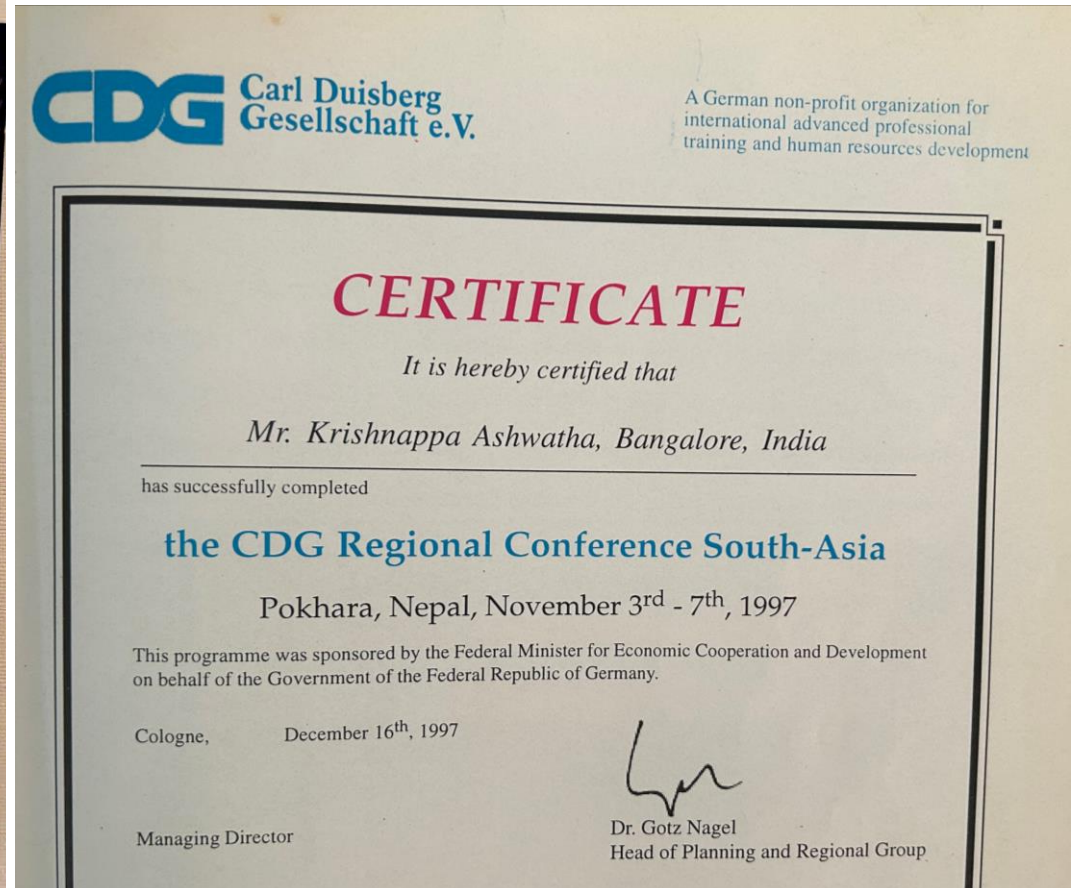 CDG Carl Duisberg
Gesellschaft e.V.
A German non-profit organization for
international advanced professional
training and human resources development
CERTIFICATE
It is hereby certified that
Mr. Krishnappa Ashwatha, Bangalore, India
has successfully completed
the CDG Regional Conference South-Asia
Pokhara, Nepal, November 3rd - 7th, 1997
This programme was sponsored by the Federal Minister for Economic Cooperation and Development
on behalf of the Government of the Federal Republic of Germany.
Cologne, December 16th, 1997
Managing Director
Dr. Gotz Nagel
Head of Planning and Regional Group